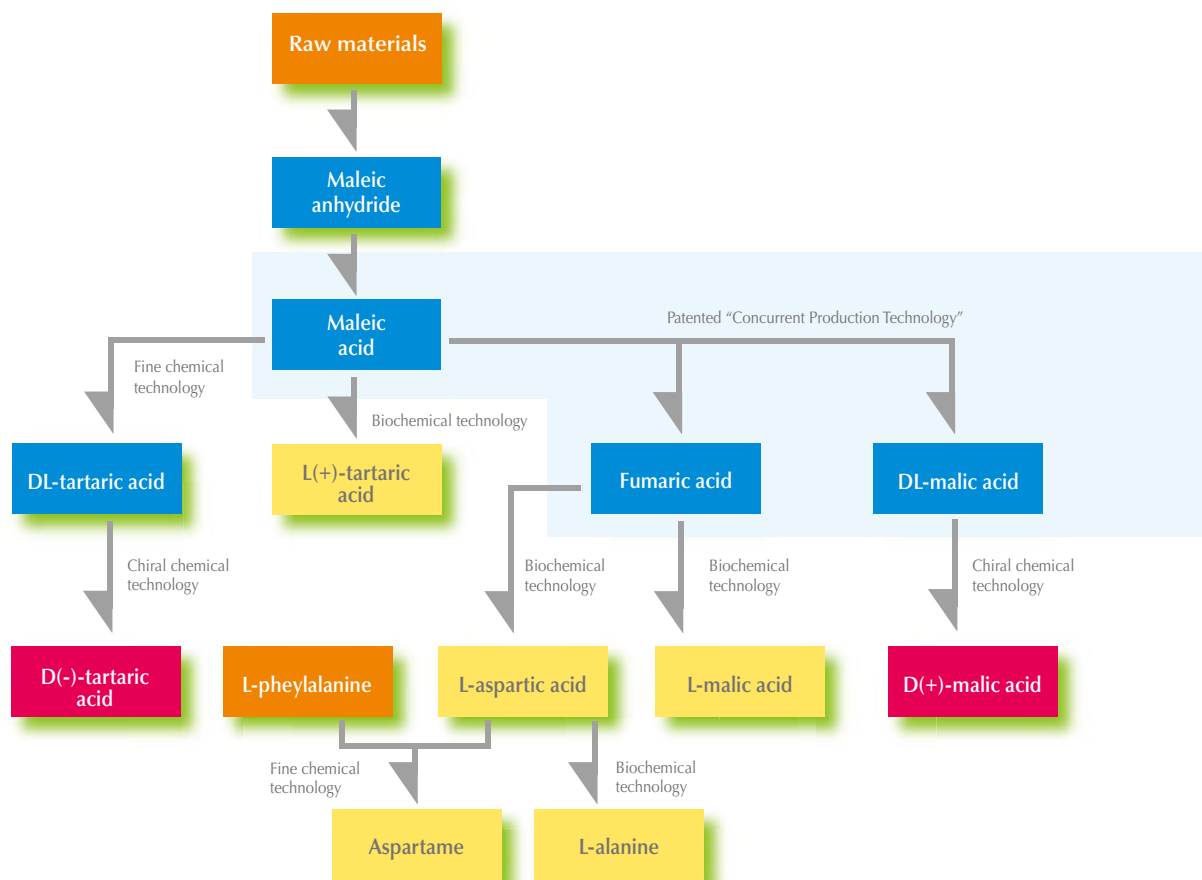 Raw materials
Maleic
anhydride
Maleic
acid
Patented “Concurrent Production Technology”
Fine chemical
technology
Biochemical technology
DL-tartaric acid
L(+)-tartaric
acid
Fumaric acid
DL-malic acid
Chiral chemical
technology
Biochemical
technology
Biochemical
technology
Chiral chemical
technology
D(-)-tartaric
acid
L-pheylalanine
L-aspartic acid
L-malic acid
D(+)-malic acid
Fine chemical
technology
Biochemical
technology
Aspartame
L-alanine